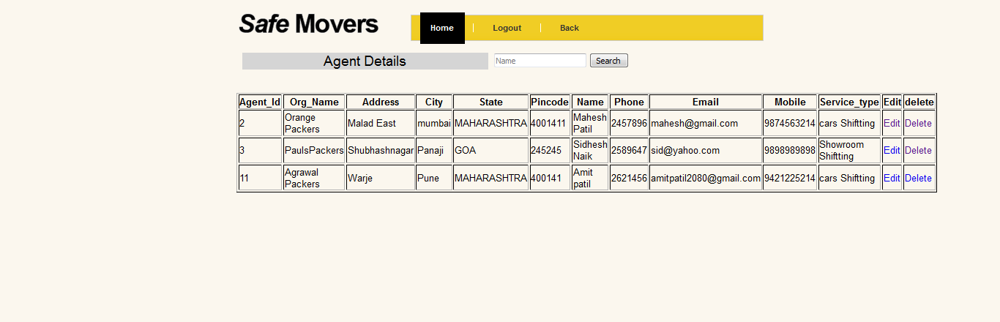 Safe Movers
Home Logout Back
Agent Details Name Search
Agent_Id Org_Name Address City State Pincode Name Phone Email Mobile Service_type Edit delete
2 Orange Packers Malad East mumbai MAHARASHTRA 4001411 Mahesh Patil 2457896 mahesh@gmail.com 9874563214 cars Shiftting Edit Delete
3 PaulsPackers Shubhashnagar Panaji GOA 245245 Sidhesh Naik 2589647 sid@yahoo.com 9898989898 Showroom Shiftting Edit Delete
11 Agrawal Packers Warje Pune MAHARASHTRA 400141 Amit patil 2621456 amitpatil2080@gmail.com 9421225214 cars Shiftting Edit Delete